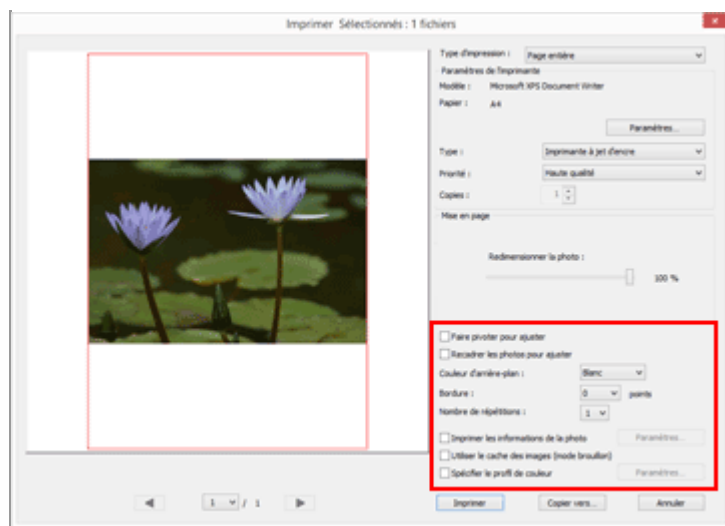 Imprimer Sélectionnés : 1 fichiers
Type d'impression : Page entière
Paramètres de l'imprimante
Modèle : Microsoft XPS Document Writer
Papier : A4
Paramètres...
Type : Imprimante à jet d'encre
Priorité : Haute qualité
Copies : 1
Mise en page
Redimensionner la photo :
100 %
Faire pivoter pour ajuster
Recadrer les photos pour ajuster
Couleur d'arrière-plan : Blanc
Bordure : 0 points
Nombre de répétitions : 1
Imprimer les informations de la photo Paramètres...
Utiliser le cache des images (mode brouillon)
Spécifier le profil de couleur Paramètres...
1 / 1 Imprimer Copier vers... Annuler